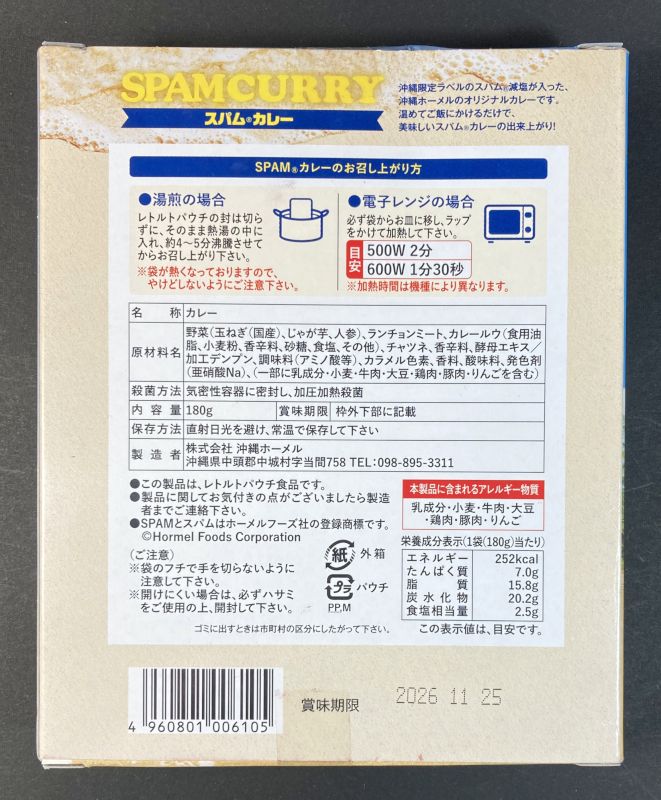 SPAMCURRY
スパム®カレー
沖縄限定ラベルのスパム®減塩が入った、
沖縄ホーメルのオリジナルカレーです。
温めてご飯にかけるだけで、
美味しいスパム®カレーの出来上がり!
SPAM®カレーのお召し上がり方
●湯煎の場合
レトルトパウチの封は切ら
ずに、そのまま熱湯の中に
入れ、約4~5分沸騰させて
からお召し上がり下さい。
※袋が熱くなっておりますので、
やけどしないようにご注意下さい。
●電子レンジの場合
必ず袋からお皿に移し、ラップ
をかけて加熱して下さい。
目安
500W 2分
600W 1分30秒
※加熱時間は機種により異なります。
名 称 カレー
原材料名 野菜(玉ねぎ(国産)、じゃが芋、人参)、ランチョンミート、カレールウ(食用油
脂、小麦粉、香辛料、砂糖、食塩、その他)、チャツネ、香辛料、酵母エキス/
加工デンプン、調味料(アミノ酸等)、カラメル色素、香料、酸味料、発色剤
(亜硝酸Na)、(一部に乳成分・小麦・牛肉・大豆・鶏肉・豚肉・りんごを含む)
殺菌方法 気密性容器に密封し、加圧加熱殺菌
内 容 量 180g 賞味期限 枠外下部に記載
保存方法 直射日光を避け、常温で保存して下さい
製 造 者 株式会社 沖縄ホーメル
沖縄県中頭郡中城村字当間758 TEL:098-895-3311
●この製品は、レトルトパウチ食品です。
●製品に関してお気付きの点がございましたら製造
者までご連絡下さい。
●SPAMとスパムはホーメルフーズ社の登録商標です。
©Hormel Foods Corporation
(ご注意)
※袋のフチで手を切らないように
注意して下さい。
※開けにくい場合は、必ずハサミ
をご使用の上、開封して下さい。
紙 外箱
プラ パウチ
PP,M
ゴミに出すときは市町村の区分にしたがって下さい。
本製品に含まれるアレルギー物質
乳成分・小麦・牛肉・大豆
・鶏肉・豚肉・りんご
栄養成分表示(1袋(180g)当たり)
エネルギー 252kcal
たんぱく質 7.0g
脂 質 15.8g
炭水化物 20.2g
食塩相当量 2.5g
この表示値は、目安です。
4 960801 006105
賞味期限 2026 11 25